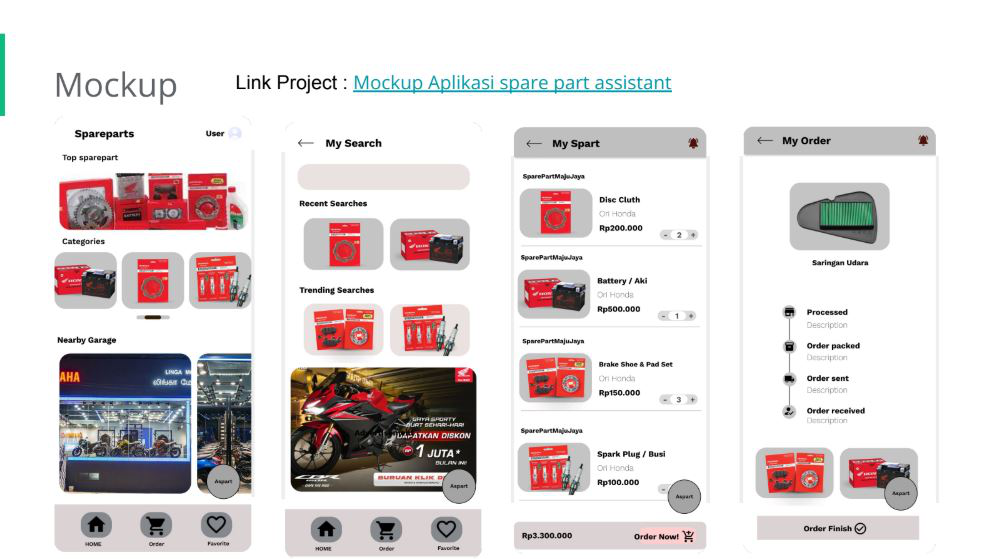 Mockup
Link Project : Mockup Aplikasi spare part assistant
Spareparts
User
Top sparepart
Categories
Nearby Garage
AHA
LINGA M
Aspart
HOME
Order
Favorite
My Search
Recent Searches
Trending Searches
GAYA SPORTY
BUAT SEHARI-HARI!
DAPATKAN DISKON
RP 1 JUTA*
BULAN INI!
BURUAN KLIK D
CBR
Aspart
HOME
Order
Favorite
My Spart
SparePartMajuJaya
Disc Cluth
Ori Honda
Rp200.000
- 2 +
SparePartMajuJaya
Battery / Aki
Ori Honda
Rp500.000
- 1 +
SparePartMajuJaya
Brake Shoe & Pad Set
Ori Honda
Rp150.000
- 3 +
SparePartMajuJaya
Spark Plug / Busi
Ori Honda
Rp100.000
-
Aspart
Rp3.300.000
Order Now!
My Order
Saringan Udara
Processed
Description
Order packed
Description
Order sent
Description
Order received
Description
Aspart
Order Finish